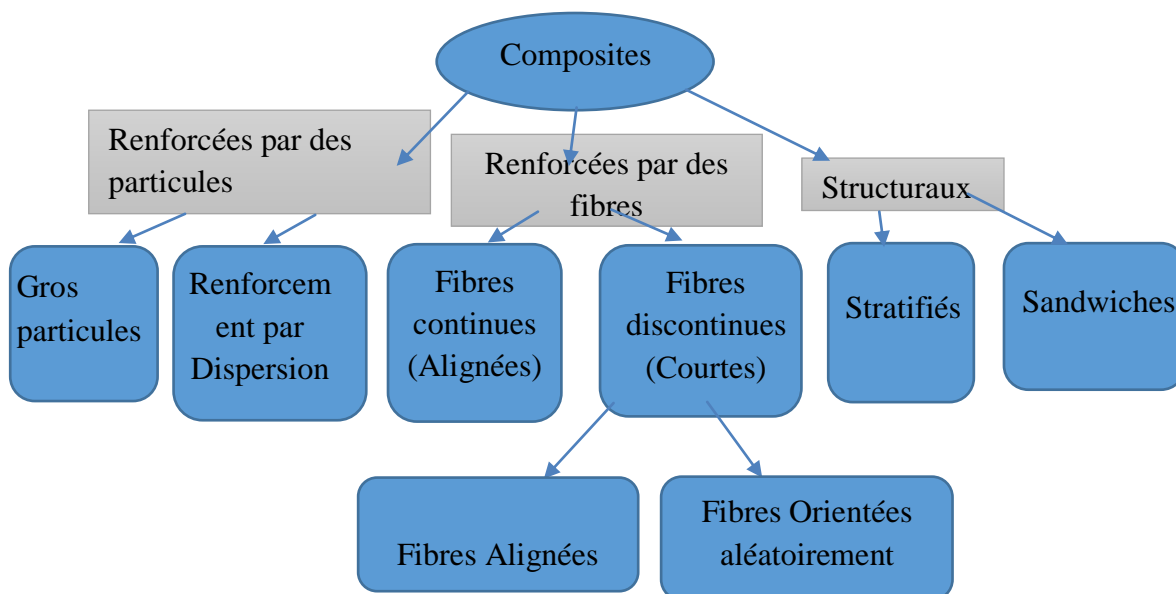 Composites
Renforcées par des
particules
Renforcées par des
fibres
Structuraux
Gros
particules
Renforcem
ent par
Dispersion
Fibres
continues
(Alignées)
Fibres
discontinues
(Courtes)
Stratifiés
Sandwiches
Fibres Alignées
Fibres Orientées
aléatoirement